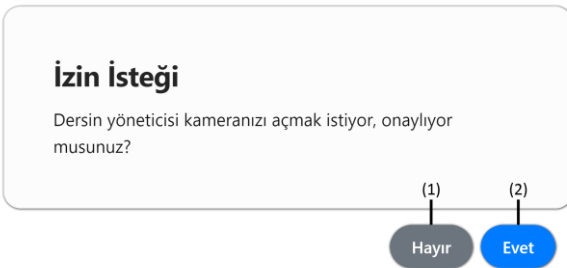 İzin İsteği
Dersin yöneticisi kameranızı açmak istiyor, onaylıyor
musunuz?
(1) (2)
Hayır Evet